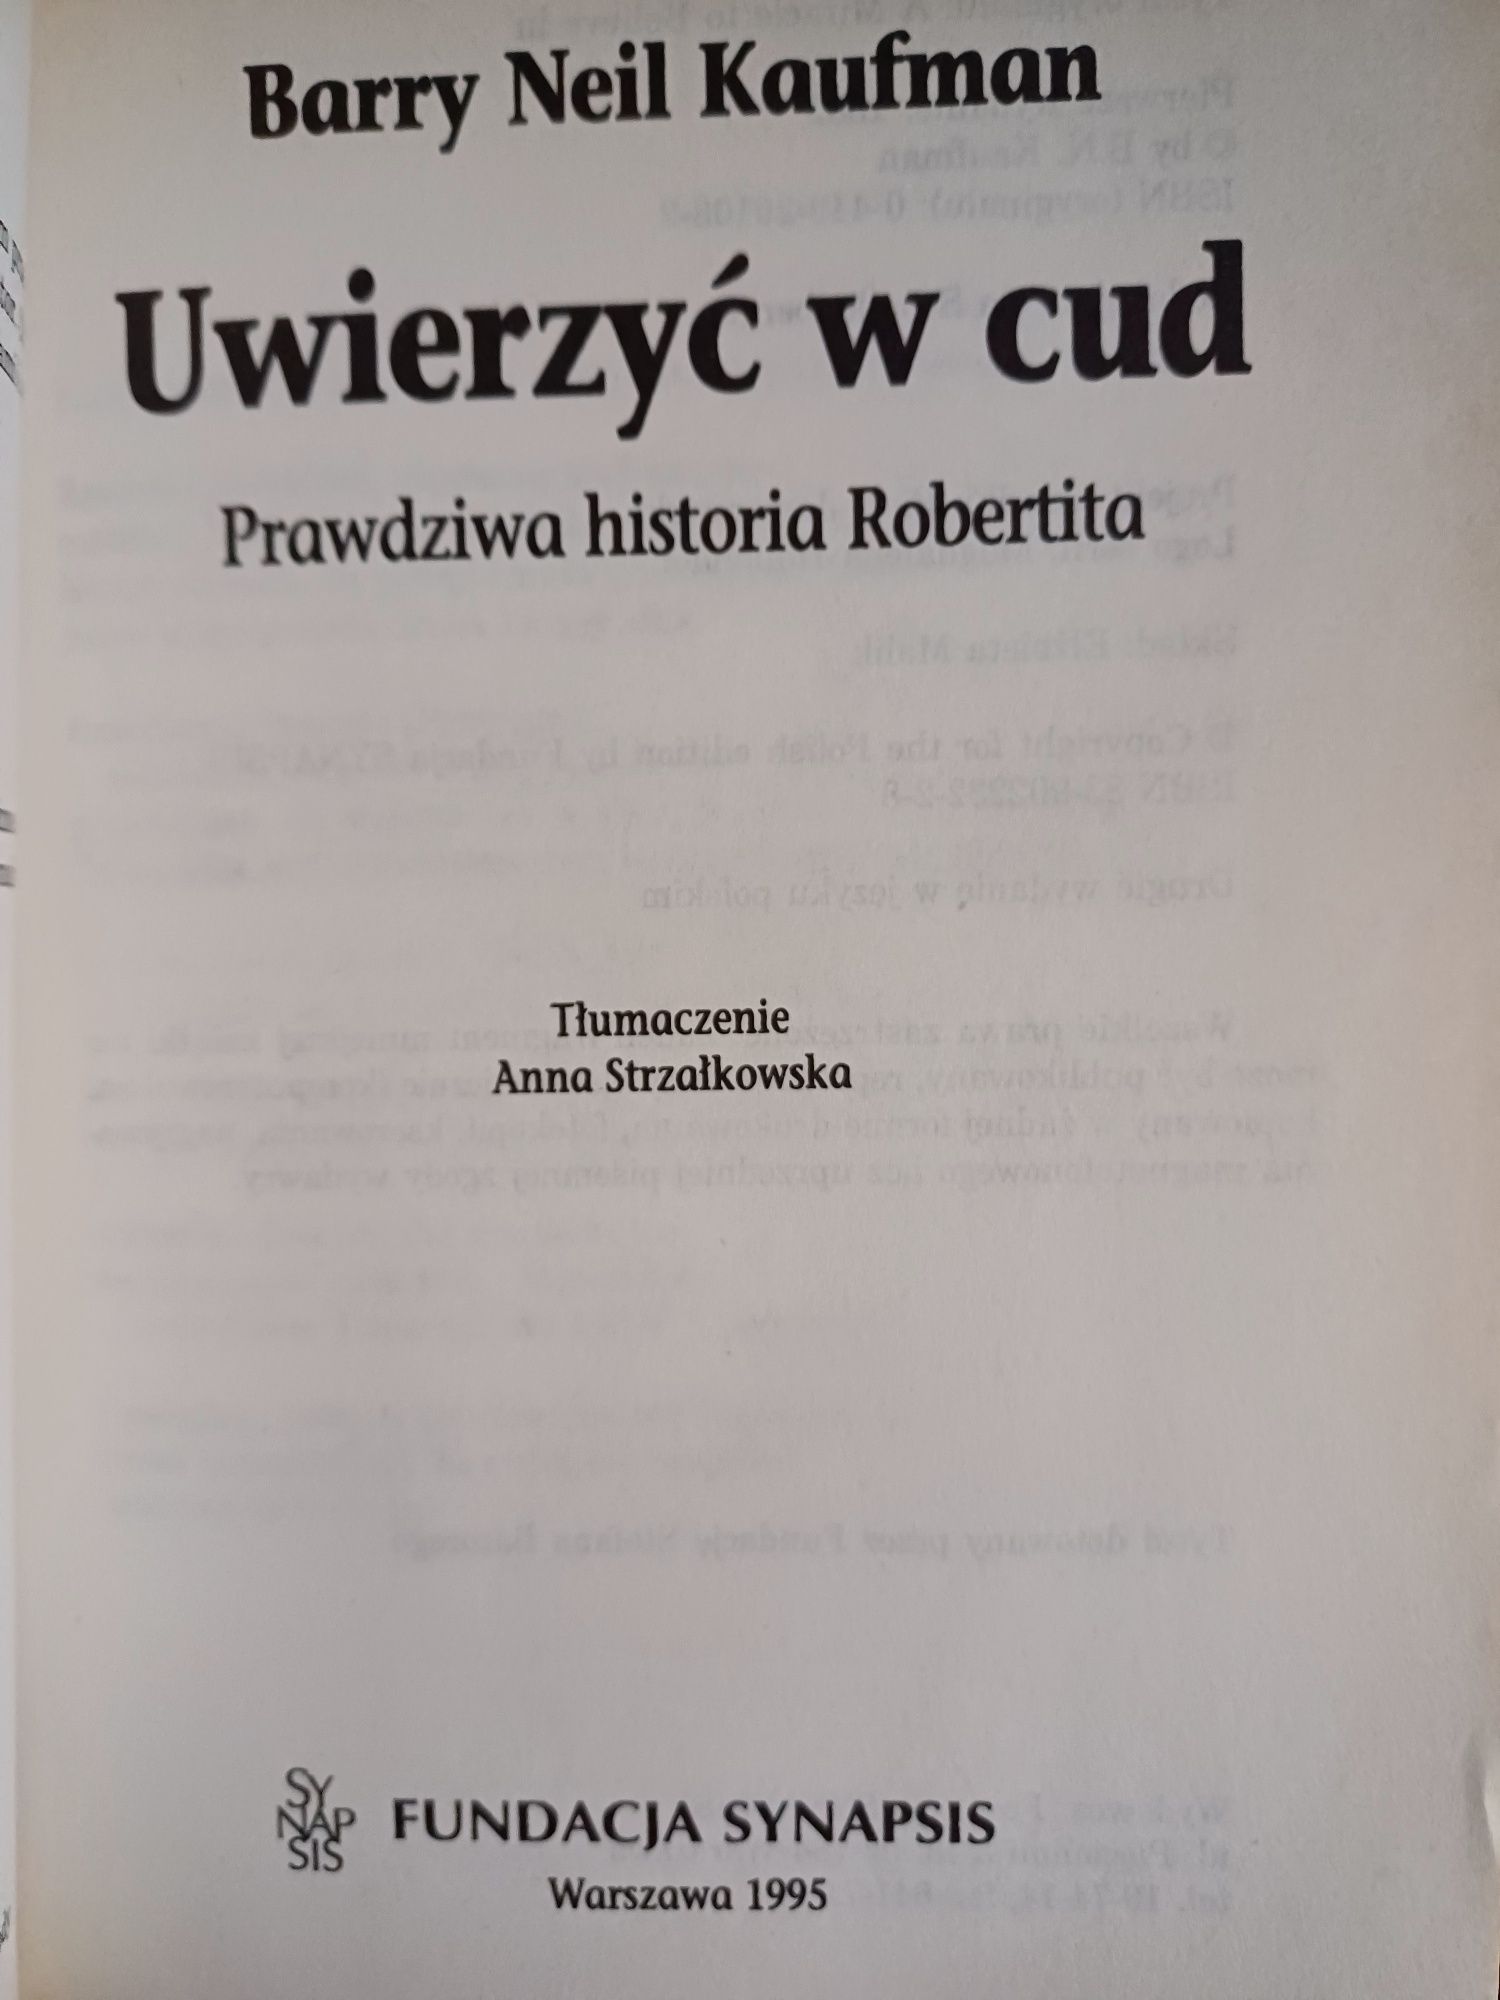 Barry Neil Kaufman
Uwierzyć w cud
Prawdziwa historia Robertita
Tłumaczenie
Anna Strzałkowska
SY
NAP
SIS
FUNDACJA SYNAPSIS
Warszawa 1995